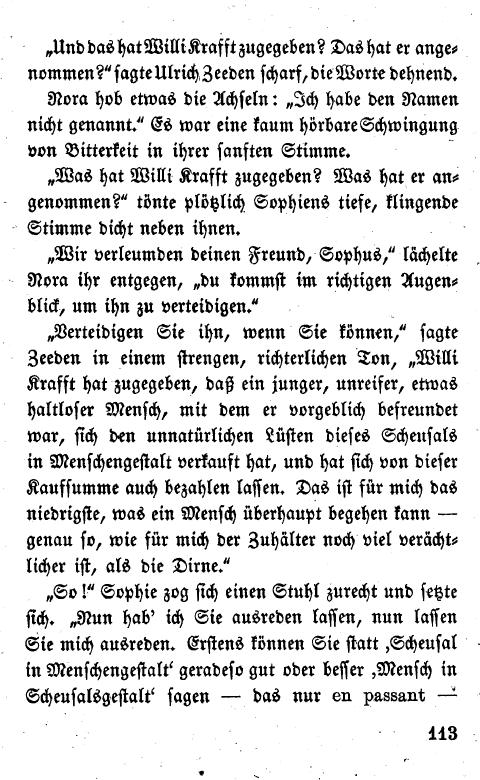 „Und das hat Willi Krafft zugegeben? Das hat er ange-
nommen?“ sagte Ulrich Zeeden scharf, die Worte dehnend.
Nora hob etwas die Achseln: „Ich habe den Namen
nicht genannt.“ Es war eine kaum hörbare Schwingung
von Bitterkeit in ihrer sanften Stimme.
„Was hat Willi Krafft zugegeben? Was hat er an-
genommen?“ tönte plötzlich Sophiens tiefe, klingende
Stimme dicht neben ihnen.
„Wir verleumden deinen Freund, Sophus,“ lächelte
Nora ihr entgegen, „du kommst im richtigen Augen-
blick, um ihn zu verteidigen.“
„Verteidigen Sie ihn, wenn Sie können,“ sagte
Zeeden in einem strengen, richterlichen Ton, „Willi
Krafft hat zugegeben, daß ein junger, unreifer, etwas
haltloser Mensch, mit dem er vorgeblich befreundet
war, sich den unnatürlichen Lüsten dieses Scheusals
in Menschengestalt verkauft hat, und hat sich von dieser
Kaufsumme auch bezahlen lassen. Das ist für mich das
niedrigste, was ein Mensch überhaupt begehen kann —
genau so, wie für mich der Zuhälter noch viel verächt-
licher ist, als die Dirne.“
„So!“ Sophie zog sich einen Stuhl zurecht und setzte
sich. „Nun hab' ich Sie ausreden lassen, nun lassen
Sie mich ausreden. Erstens können Sie statt ‚Scheusal
in Menschengestalt‘ geradeso gut oder besser ‚Mensch in
Scheusalsgestalt‘ sagen — das nur en passant —
113